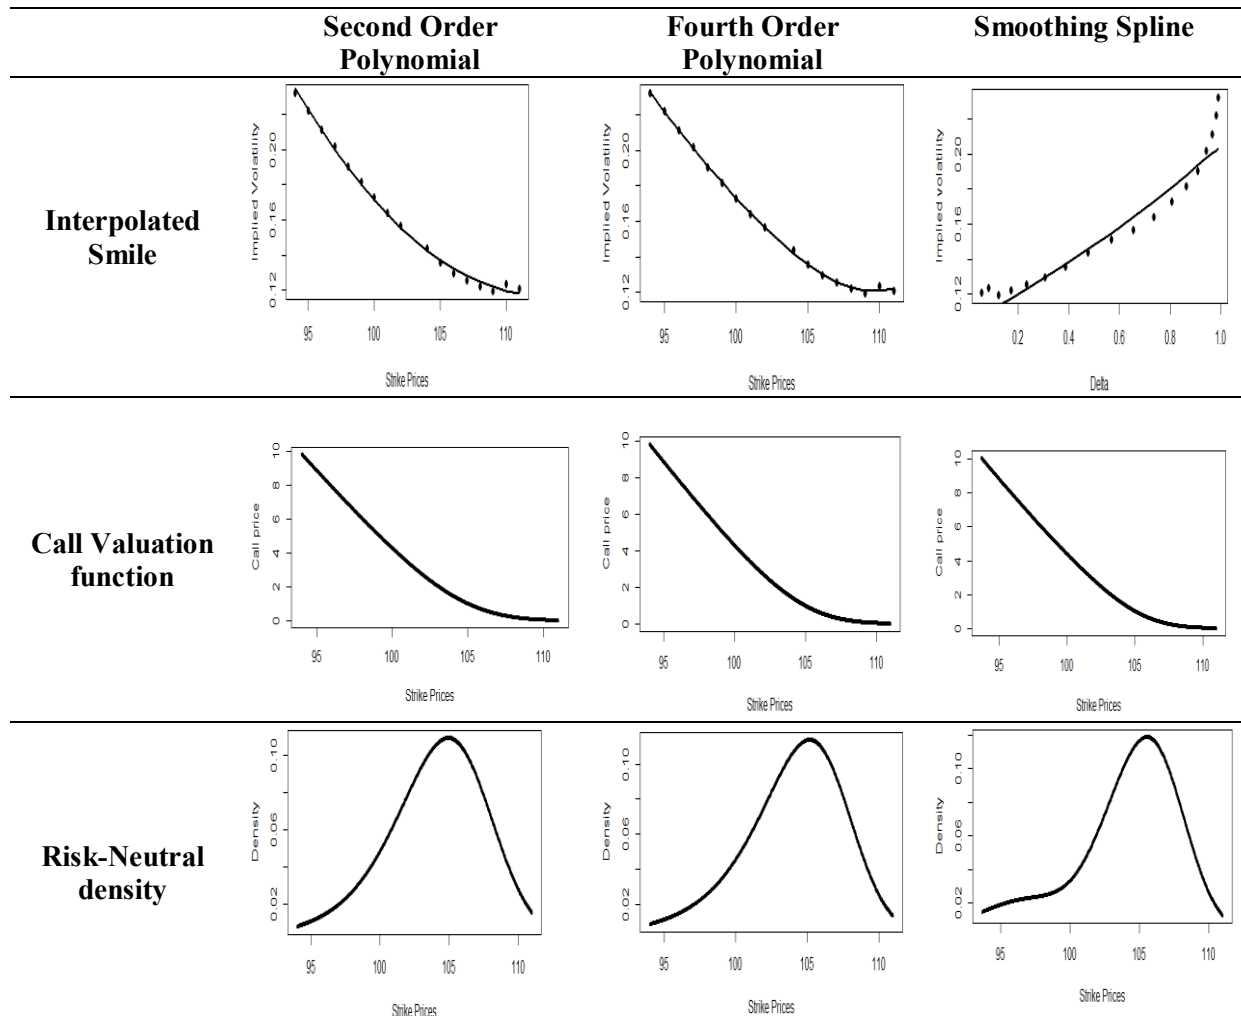 Second Order
Polynomial
Fourth Order
Polynomial
Smoothing Spline
Interpolated
Smile
Implied Volatility
0.12
0.16
0.20
95
100
105
110
Strike Prices
Implied Volatility
0.12
0.16
0.20
95
100
105
110
Strike Prices
Implied volatility
0.12
0.16
0.20
0.2
0.4
0.6
0.8
1.0
Delta
Call Valuation
function
Call price
0
2
4
6
8
10
95
100
105
110
Strike Prices
Call price
0
2
4
6
8
10
95
100
105
110
Strike Prices
Call price
0
2
4
6
8
10
95
100
105
110
Strike Prices
Risk-Neutral
density
Density
0.02
0.06
0.10
95
100
105
110
Strike Prices
Density
0.02
0.06
0.10
95
100
105
110
Strike Prices
Density
0.02
0.06
0.10
95
100
105
110
Strike Prices